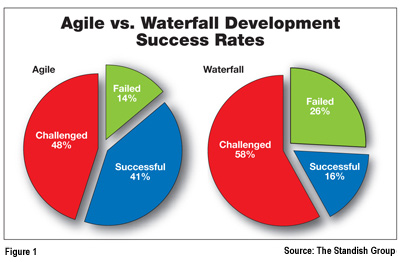 Agile vs. Waterfall Development
Success Rates
Agile
Failed
14%
Challenged
48%
Successful
41%
Waterfall
Failed
26%
Challenged
58%
Successful
16%
Figure 1
Source: The Standish Group